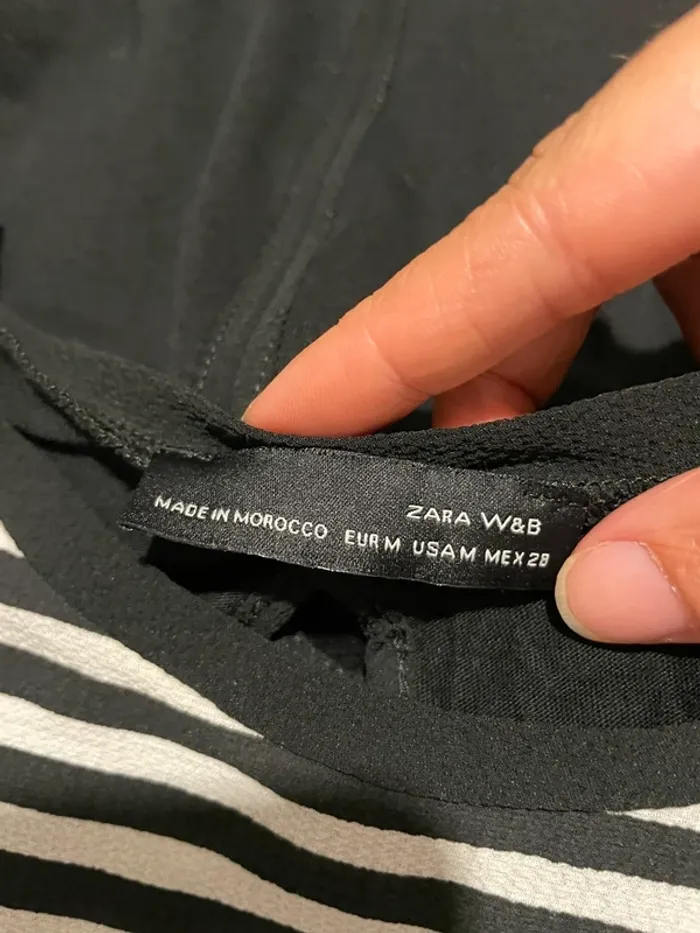 ZARA W&B
MADE IN MOROCCO EUR M USA M MEX 28